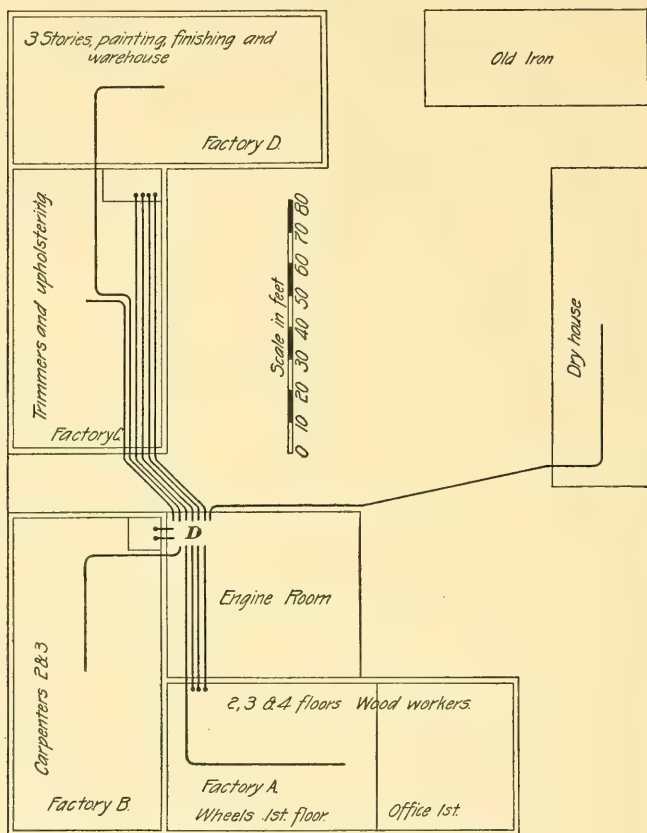 3 Stories, painting, finishing and
warehouse
Factory D.
Old Iron
Trimmers and upholstering
Factory C.
Scale in feet
0 10 20 30 40 50 60 70 80
Dry house
D
Engine Room
Carpenters 2&3
Factory B.
2, 3 & 4 floors Wood workers.
Factory A.
Wheels 1st. floor.
Office 1st.